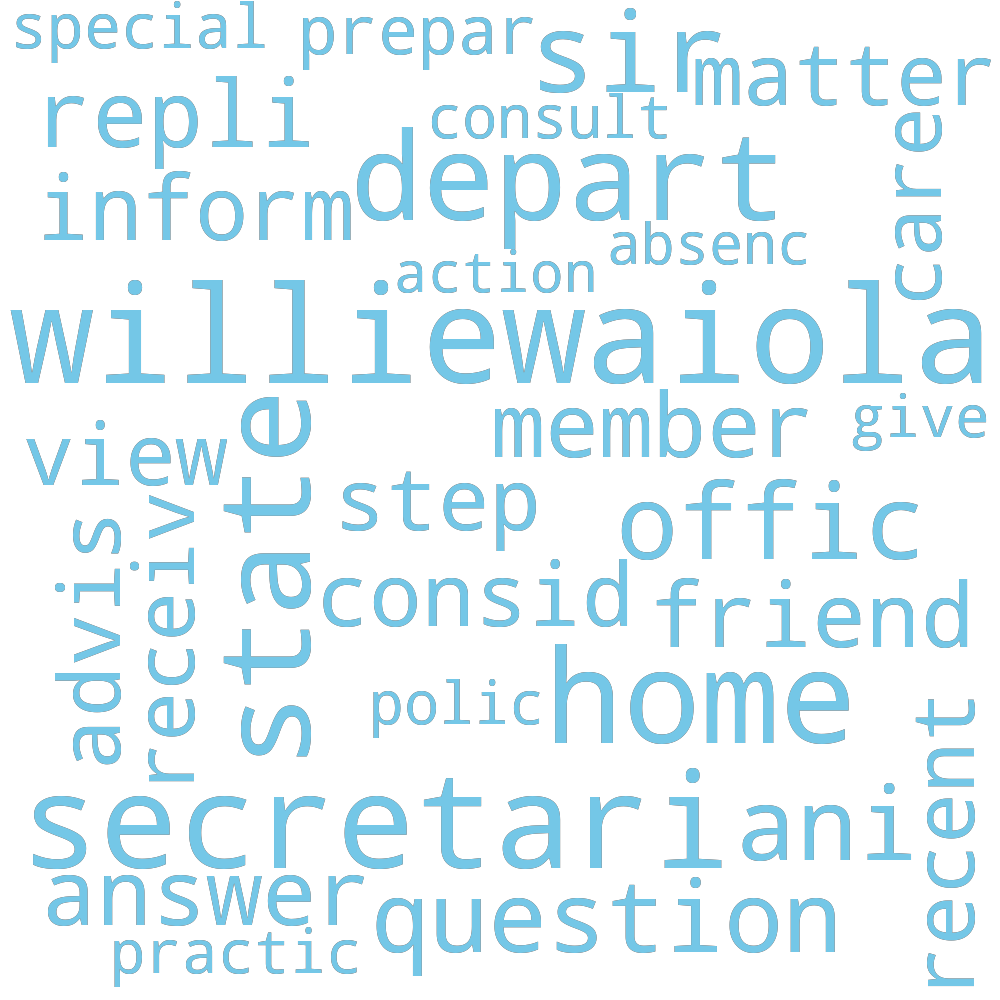 special
prepar
sir
matter
repli
consult
career
depart
inform
absenc
action
williewaiola
member
give
view
state
step
offic
receiv
advis
consid
friend
home
polic
recent
secretari
ani
answer
question
practic